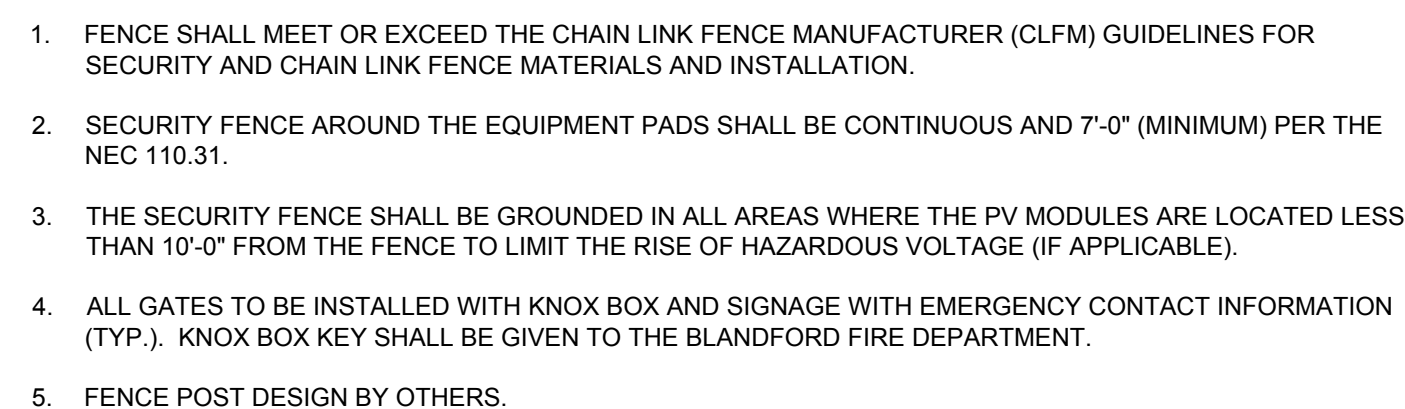 1. FENCE SHALL MEET OR EXCEED THE CHAIN LINK FENCE MANUFACTURER (CLFM) GUIDELINES FOR
SECURITY AND CHAIN LINK FENCE MATERIALS AND INSTALLATION.
2. SECURITY FENCE AROUND THE EQUIPMENT PADS SHALL BE CONTINUOUS AND 7'-0" (MINIMUM) PER THE
NEC 110.31.
3. THE SECURITY FENCE SHALL BE GROUNDED IN ALL AREAS WHERE THE PV MODULES ARE LOCATED LESS
THAN 10'-0" FROM THE FENCE TO LIMIT THE RISE OF HAZARDOUS VOLTAGE (IF APPLICABLE).
4. ALL GATES TO BE INSTALLED WITH KNOX BOX AND SIGNAGE WITH EMERGENCY CONTACT INFORMATION
(TYP.). KNOX BOX KEY SHALL BE GIVEN TO THE BLANDFORD FIRE DEPARTMENT.
5. FENCE POST DESIGN BY OTHERS.